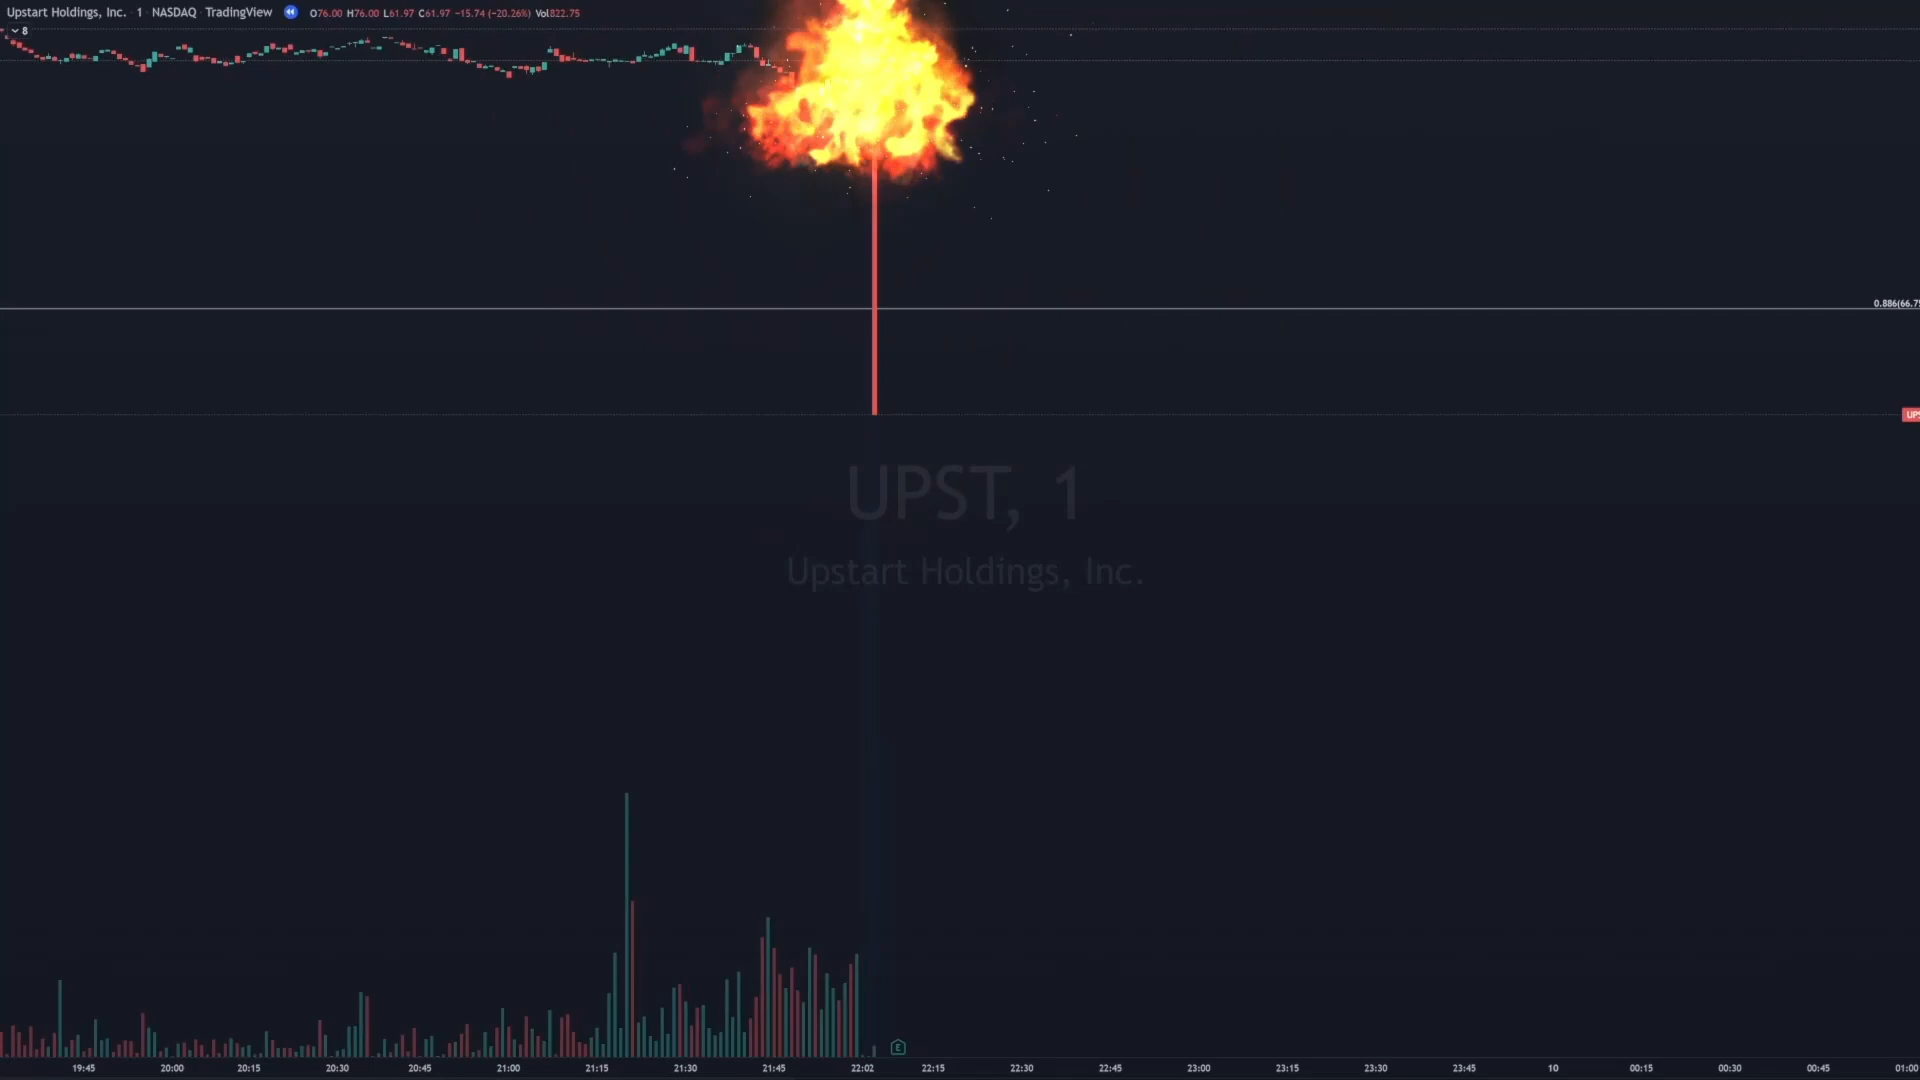 Upstart Holdings, Inc. 1 NASDAQ TradingView O76.00 H76.00 L61.97 C61.97 −15.74 (−20.26%) Vol822.75
8
0.886(66.75
UPS
UPST, 1
Upstart Holdings, Inc.
E
19:45 20:00 20:15 20:30 20:45 21:00 21:15 21:30 21:45 22:02 22:15 22:30 22:45 23:00 23:15 23:30 23:45 10 00:15 00:30 00:45 01:00